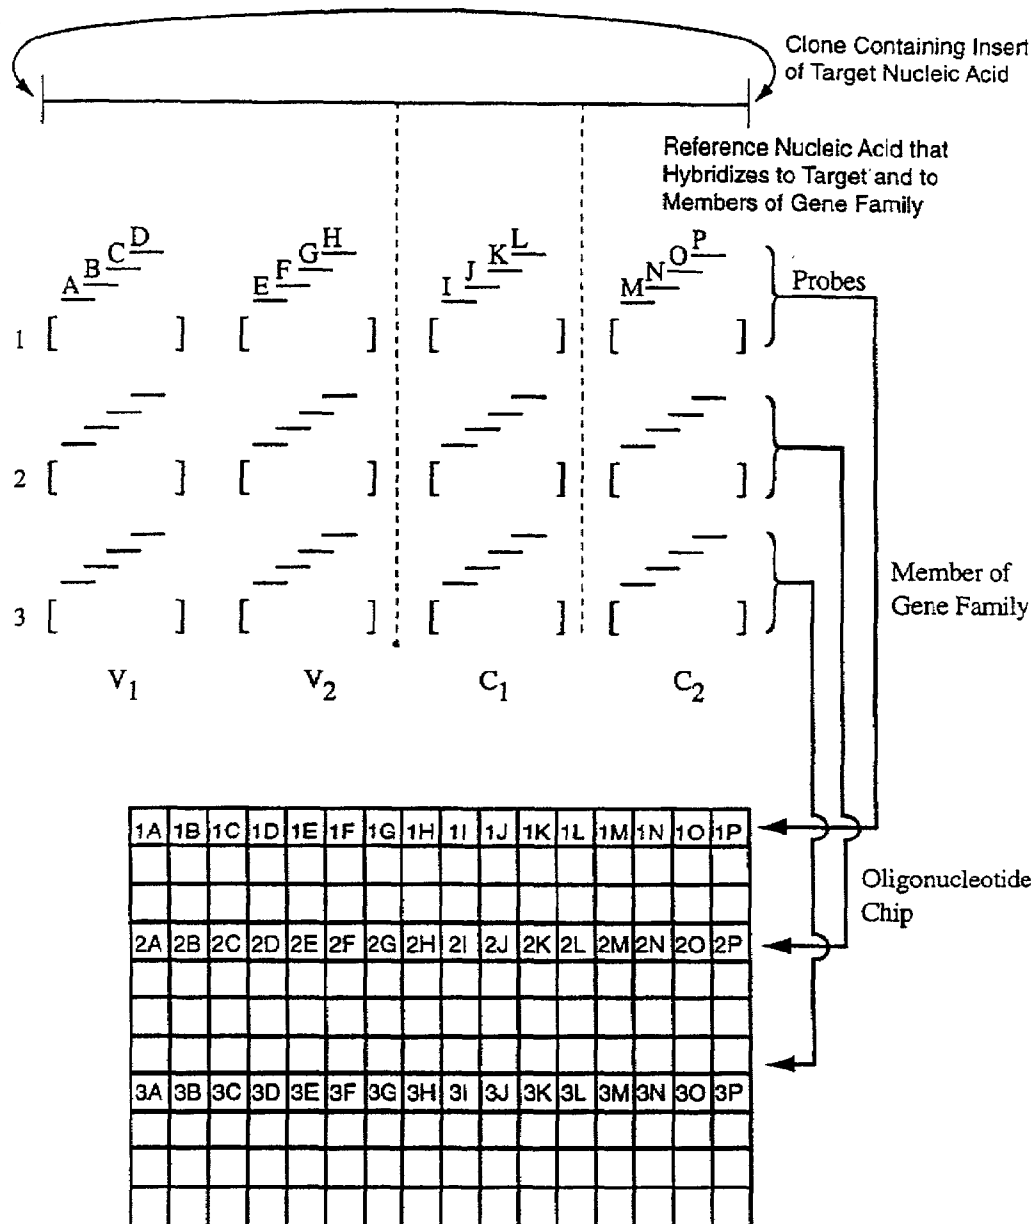 Clone Containing Insert
of Target Nucleic Acid
Reference Nucleic Acid that
Hybridizes to Target and to
Members of Gene Family
A B C D E F G H I J K L M N O P
Probes
1 [ ] [ ] [ ] [ ]
2 [ ] [ ] [ ] [ ]
Member of
Gene Family
3 [ ] [ ] [ ] [ ]
V1 V2 C1 C2
1A 1B 1C 1D 1E 1F 1G 1H 1I 1J 1K 1L 1M 1N 1O 1P
Oligonucleotide
Chip
2A 2B 2C 2D 2E 2F 2G 2H 2I 2J 2K 2L 2M 2N 2O 2P
3A 3B 3C 3D 3E 3F 3G 3H 3I 3J 3K 3L 3M 3N 3O 3P